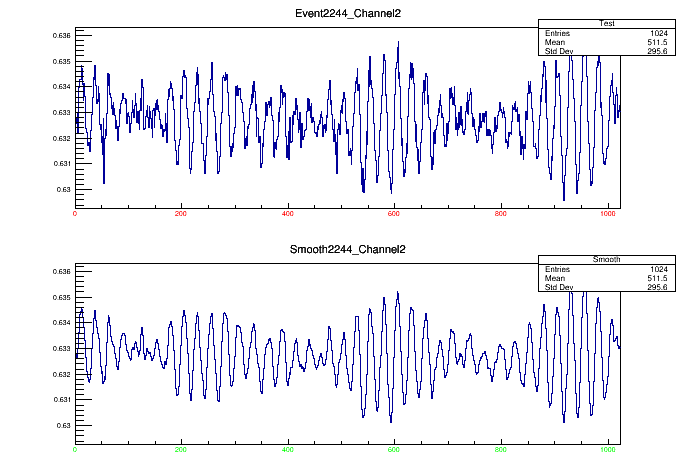 Event2244_Channel2
Test
Entries 1024
Mean 511.5
Std Dev 295.6
0.636
0.635
0.634
0.633
0.632
0.631
0.63
0 200 400 600 800 1000
Smooth2244_Channel2
Smooth
Entries 1024
Mean 511.5
Std Dev 295.6
0.636
0.635
0.634
0.633
0.632
0.631
0.63
0 200 400 600 800 1000